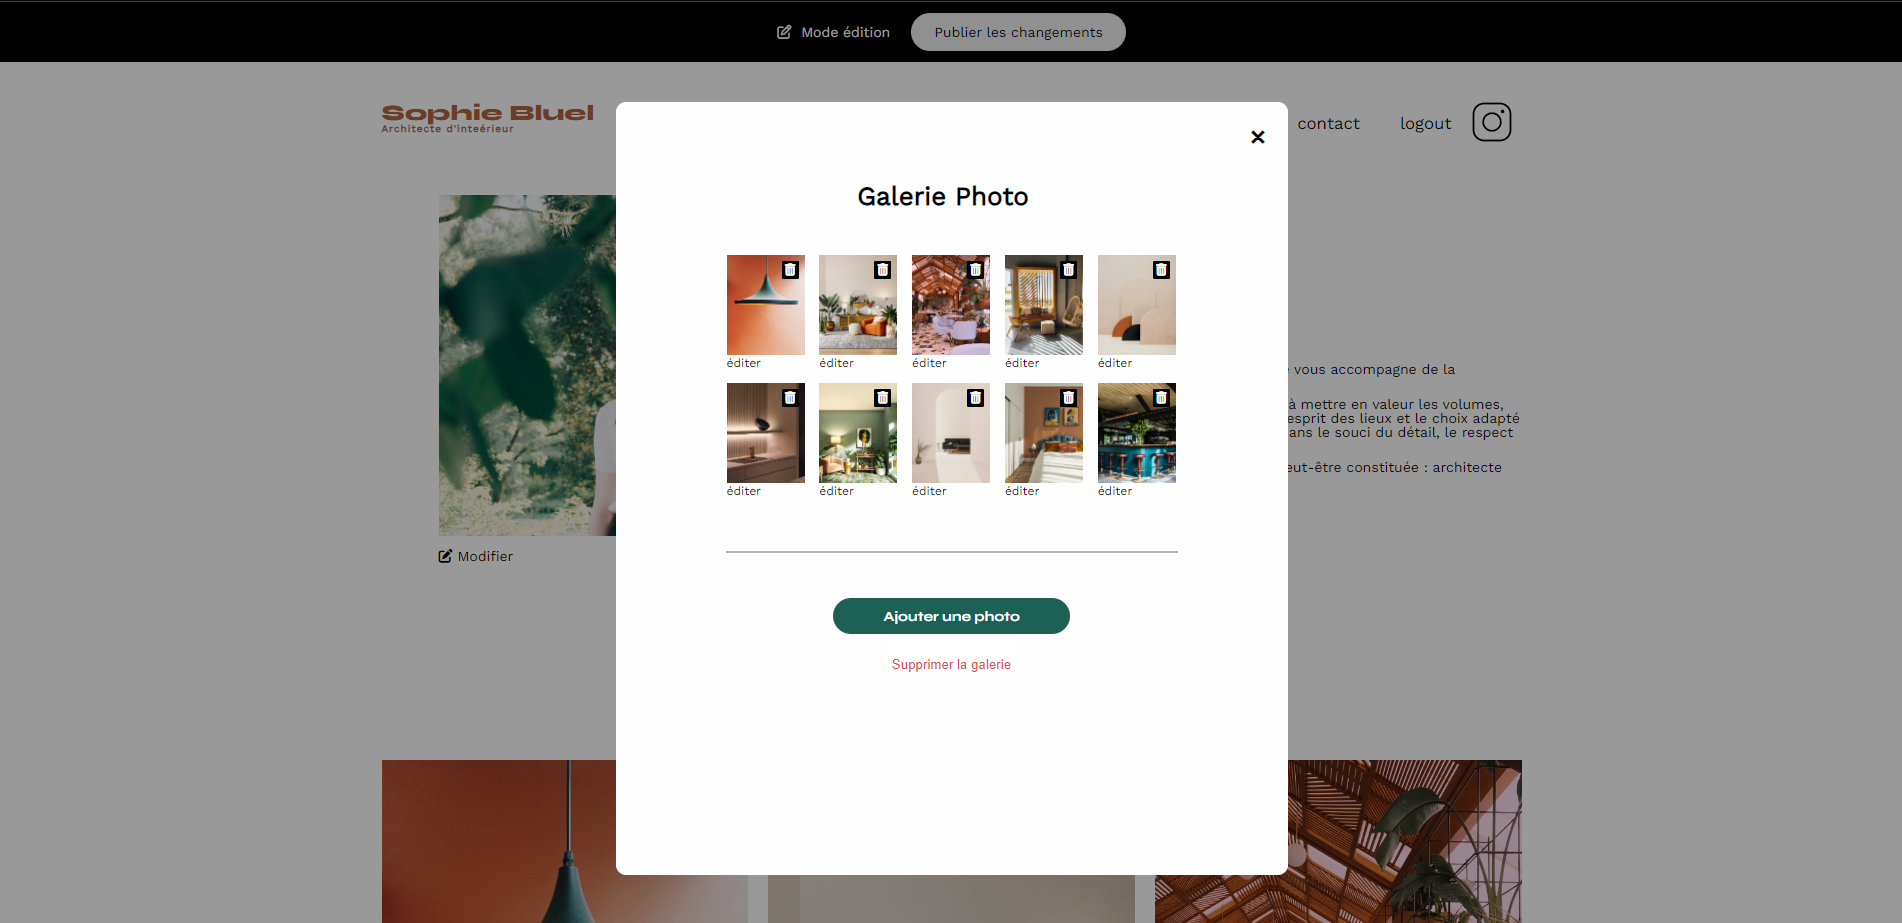 Mode édition
Publier les changements
Sophie Bluel
Architecte d'inteérieur
contact
logout
Galerie Photo
éditer
éditer
éditer
éditer
éditer
éditer
éditer
éditer
éditer
éditer
Ajouter une photo
Supprimer la galerie
Modifier
vous accompagne de la
à mettre en valeur les volumes,
esprit des lieux et le choix adapté
ans le souci du détail, le respect
eut-être constituée : architecte